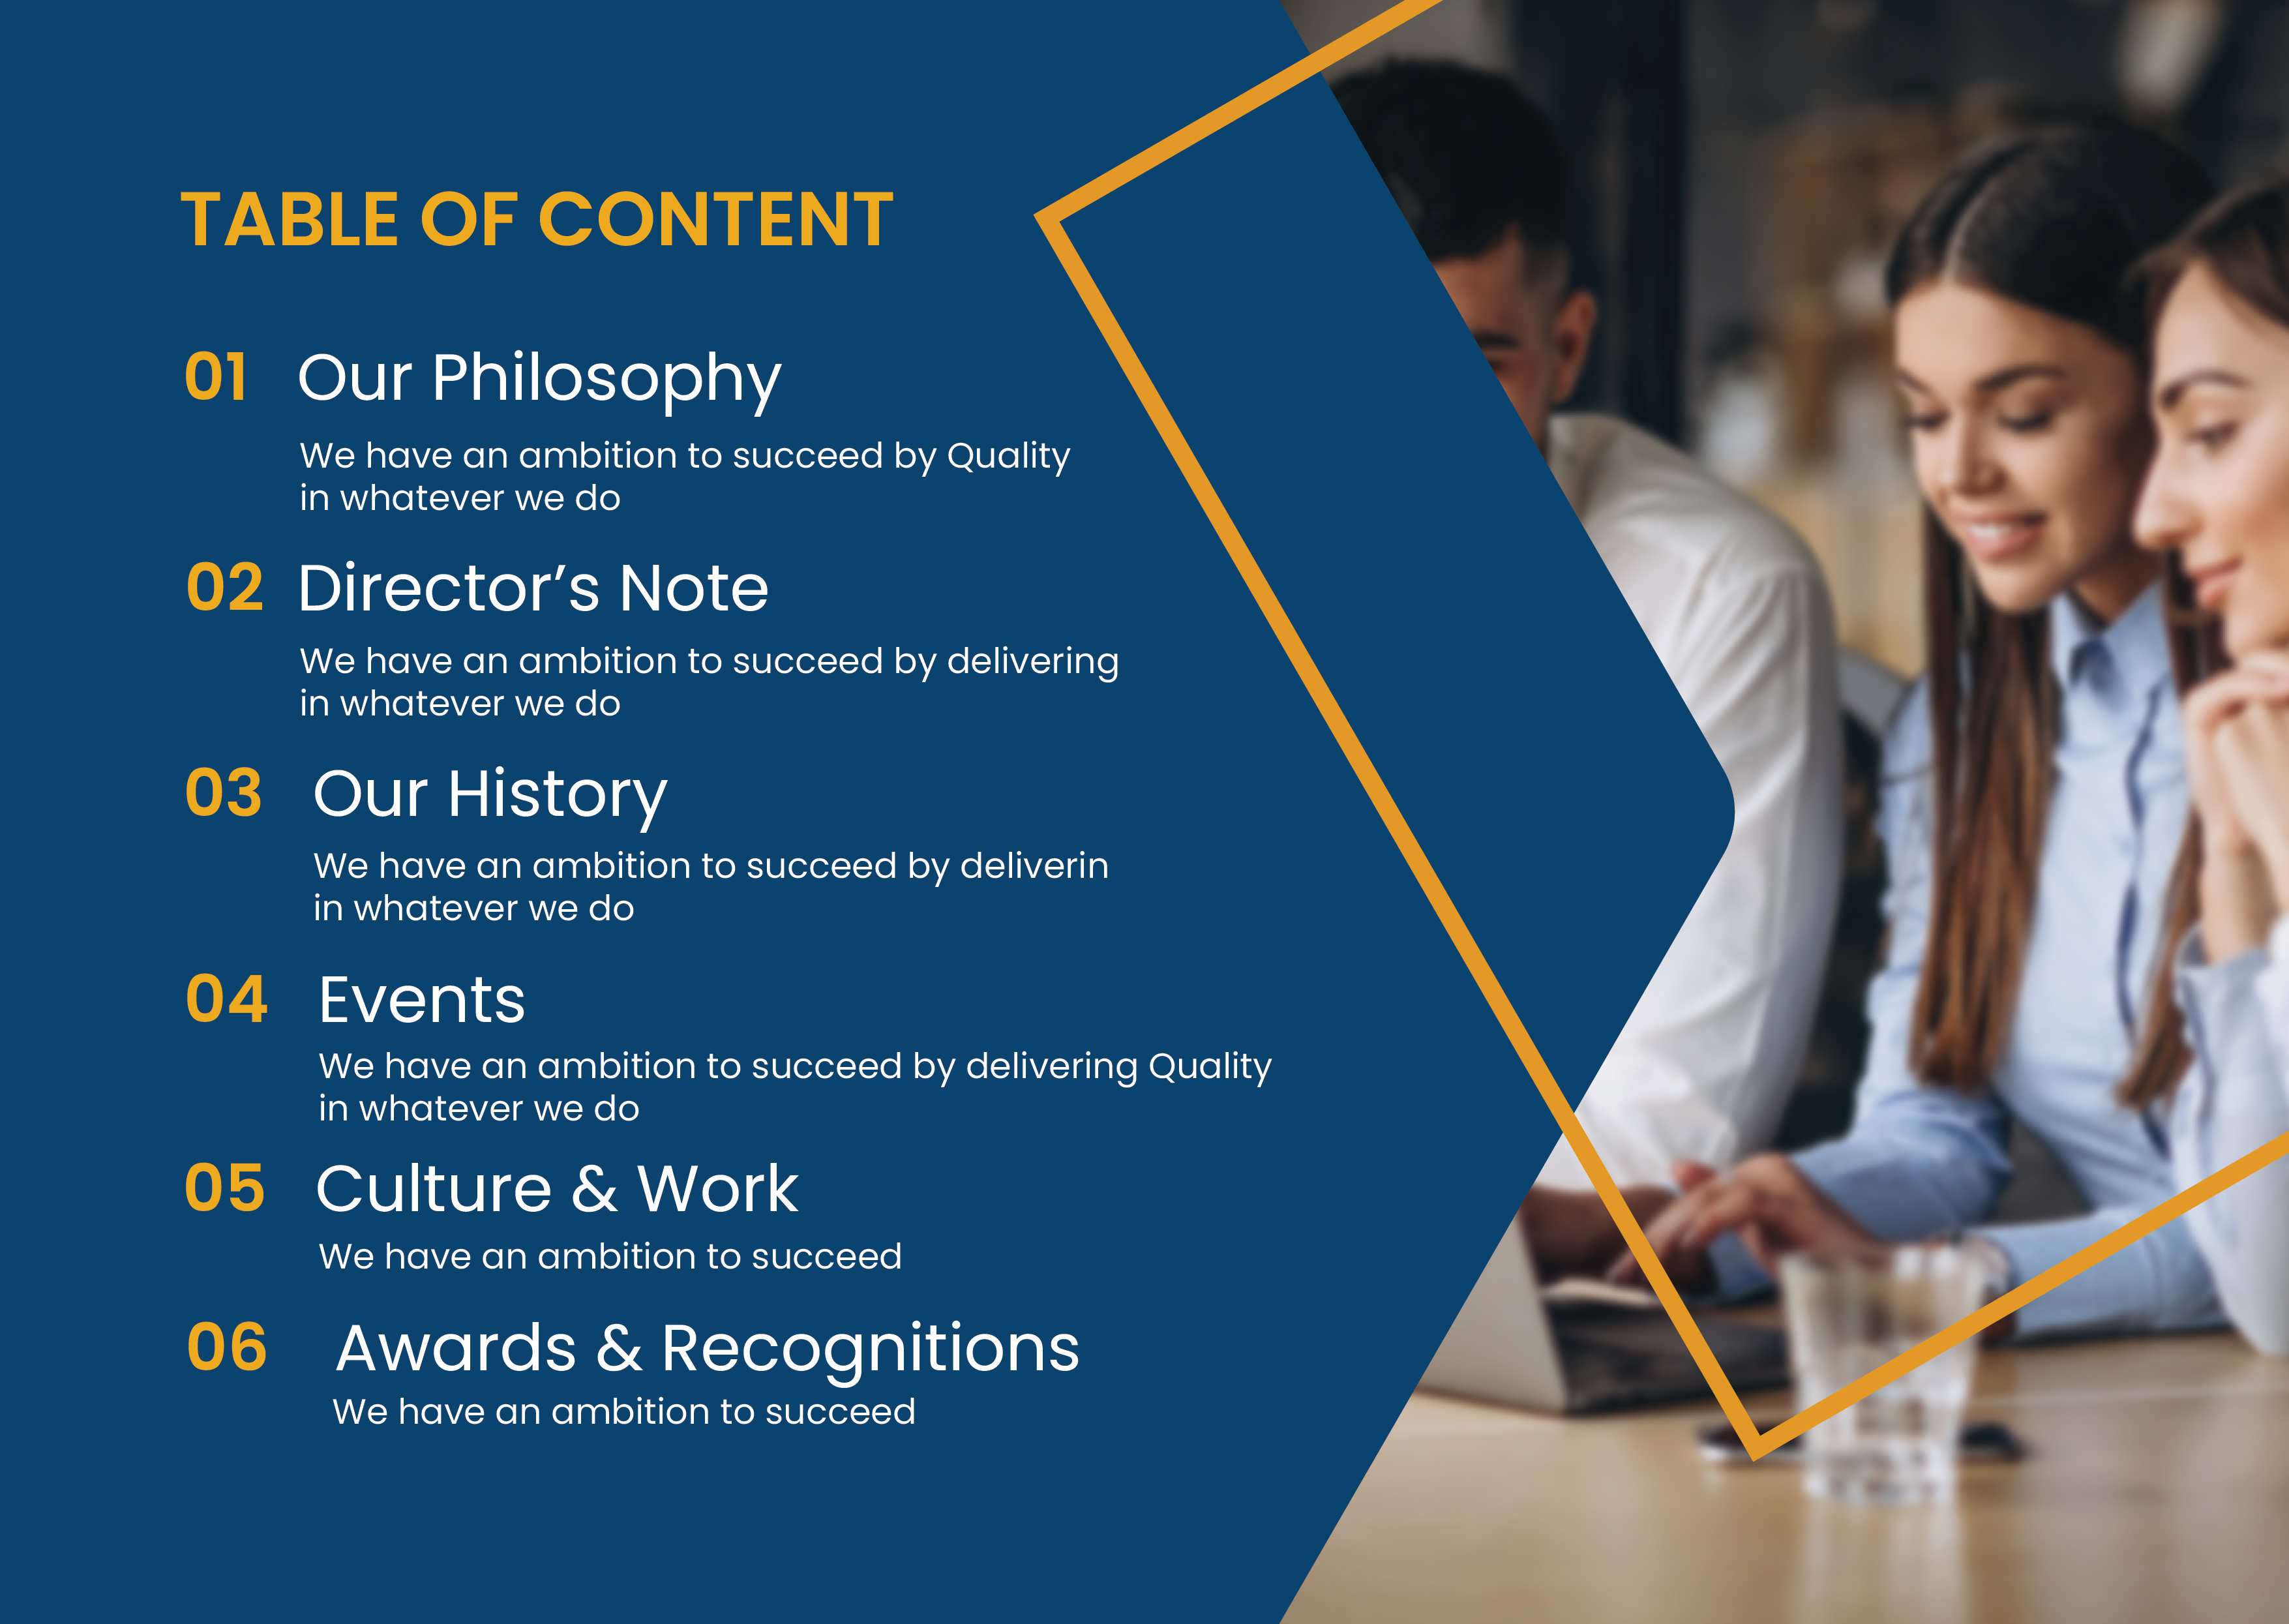 TABLE OF CONTENT
01 Our Philosophy
We have an ambition to succeed by Quality
in whatever we do
02 Director’s Note
We have an ambition to succeed by delivering
in whatever we do
03 Our History
We have an ambition to succeed by deliverin
in whatever we do
04 Events
We have an ambition to succeed by delivering Quality
in whatever we do
05 Culture & Work
We have an ambition to succeed
06 Awards & Recognitions
We have an ambition to succeed